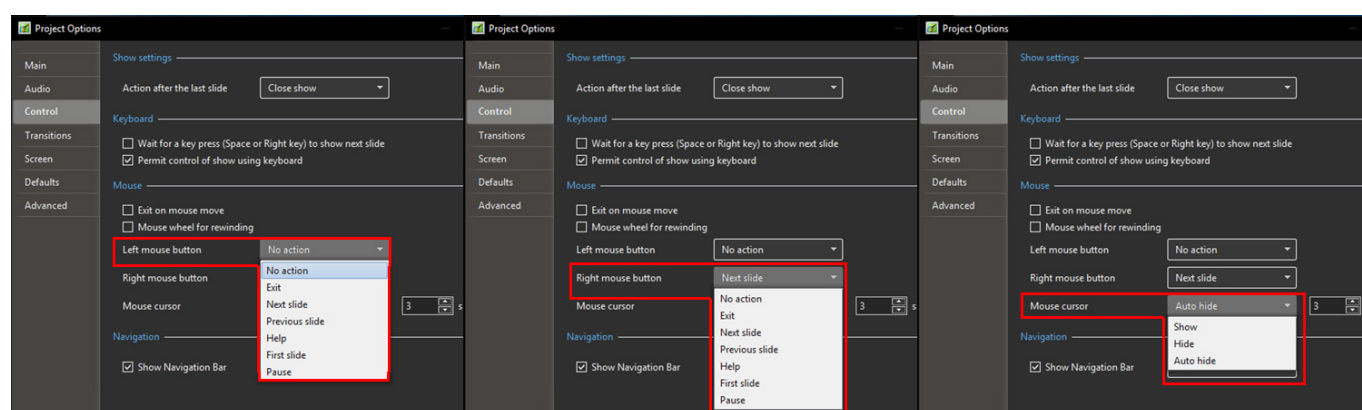 Project Options
Main
Audio
Control
Transitions
Screen
Defaults
Advanced
Show settings
Action after the last slide Close show
Keyboard
Wait for a key press (Space or Right key) to show next slide
Permit control of show using keyboard
Mouse
Exit on mouse move
Mouse wheel for rewinding
Left mouse button No action
No action
Exit
Next slide
Previous slide
Help
First slide
Pause
Right mouse button
Mouse cursor 3 s
Navigation
Show Navigation Bar
Project Options
Main
Audio
Control
Transitions
Screen
Defaults
Advanced
Show settings
Action after the last slide Close show
Keyboard
Wait for a key press (Space or Right key) to show next slide
Permit control of show using keyboard
Mouse
Exit on mouse move
Mouse wheel for rewinding
Left mouse button No action
Right mouse button Next slide
No action
Exit
Next slide
Previous slide
Help
First slide
Pause
Mouse cursor 3 s
Navigation
Show Navigation Bar
Project Options
Main
Audio
Control
Transitions
Screen
Defaults
Advanced
Show settings
Action after the last slide Close show
Keyboard
Wait for a key press (Space or Right key) to show next slide
Permit control of show using keyboard
Mouse
Exit on mouse move
Mouse wheel for rewinding
Left mouse button No action
Right mouse button Next slide
Mouse cursor Auto hide 3
Show
Hide
Auto hide
Navigation
Show Navigation Bar